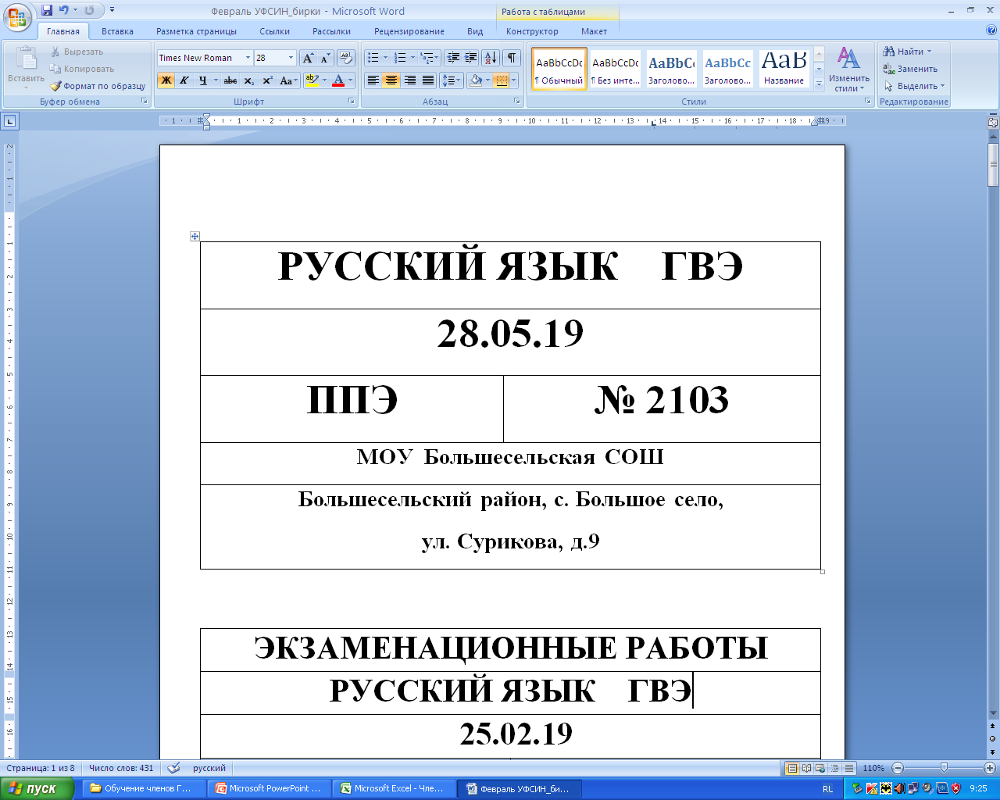 Февраль УФСИН_бирки - Microsoft Word
Работа с таблицами
Главная Вставка Разметка страницы Ссылки Рассылки Рецензирование Вид Конструктор Макет
Вставить
Вырезать
Копировать
Формат по образцу
Буфер обмена
Times New Roman 28
Ж К Ч abc x₂ x² Aa
Шрифт
Абзац
AaBbCcDc AaBbCcDc AaBbC AaBbCc AaB
¶ Обычный ¶ Без инте... Заголово... Заголово... Название
Изменить стили
Стили
Найти
Заменить
Выделить
Редактирование
1 1 2 3 4 5 6 7 8 9 10 11 12 13 14 15 16 17 18 19
РУССКИЙ ЯЗЫК ГВЭ
28.05.19
ППЭ № 2103
МОУ Большесельская СОШ
Большесельский район, с. Большое село,
ул. Сурикова, д.9
ЭКЗАМЕНАЦИОННЫЕ РАБОТЫ
РУССКИЙ ЯЗЫК ГВЭ
25.02.19
Страница: 1 из 8 Число слов: 431 русский 110%
пуск Обучение членов Г... Microsoft PowerPoint ... Microsoft Excel - Чле... Февраль УФСИН_би... RL 9:25